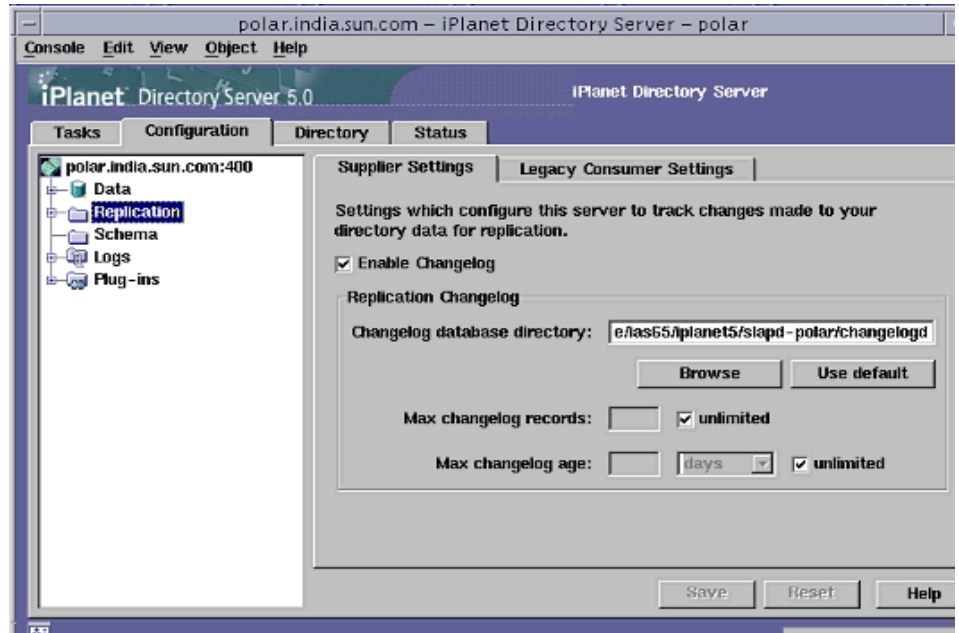 polar.india.sun.com – iPlanet Directory Server – polar
Console Edit View Object Help
iPlanet Directory Server 5.0 iPlanet Directory Server
Tasks Configuration Directory Status
polar.india.sun.com:400
Data
Replication
Schema
Logs
Plug-ins
Supplier Settings Legacy Consumer Settings
Settings which configure this server to track changes made to your
directory data for replication.
Enable Changelog
Replication Changelog
Changelog database directory: e/ias65/iplanet5/slapd-polar/changelogd
Browse Use default
Max changelog records: unlimited
Max changelog age: days unlimited
Save Reset Help